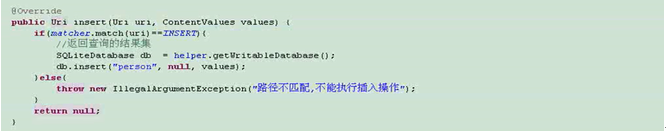 @Override
public Uri insert(Uri uri, ContentValues values) {
if(matcher.match(uri)==INSERT){
//返回查询的结果集
SQLiteDatabase db = helper.getWritableDatabase();
db.insert("person", null, values);
}else{
throw new IllegalArgumentException("路径不匹配,不能执行插入操作");
}
return null;
}